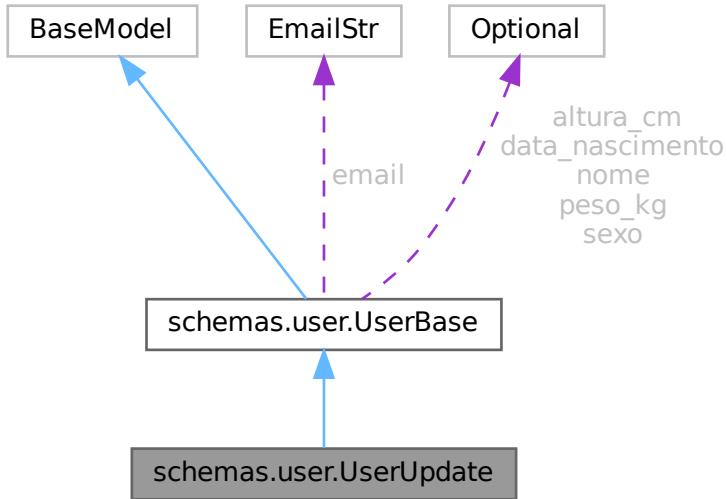 BaseModel
EmailStr
Optional
altura_cm
data_nascimento
email
nome
peso_kg
sexo
schemas.user.UserBase
schemas.user.UserUpdate